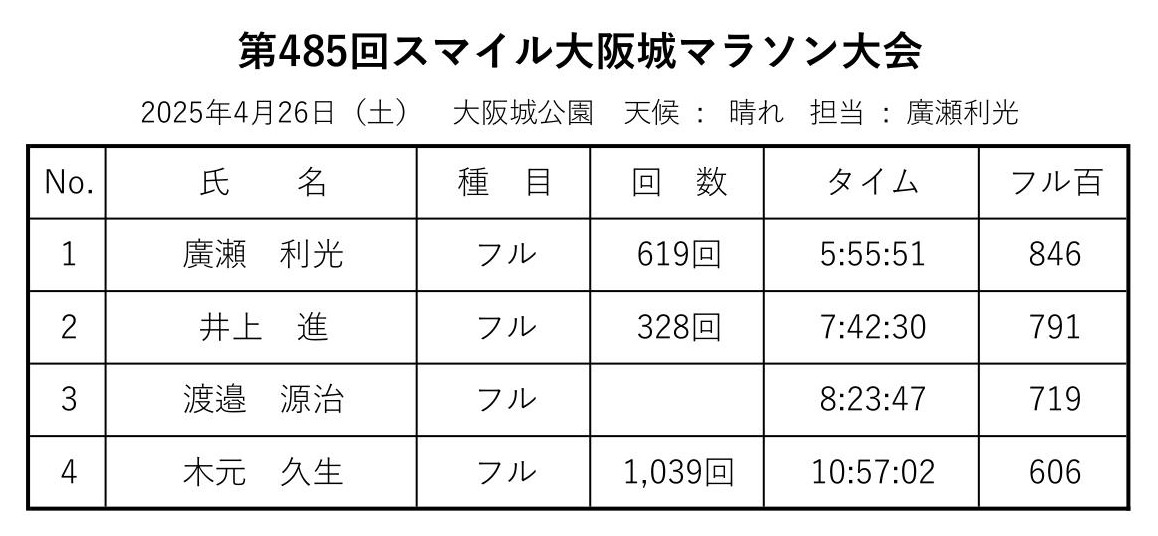 第485回スマイル大阪城マラソン大会
2025年4月26日（土）　大阪城公園　天候： 晴れ　担当：廣瀬利光
No. 氏　名 種　目 回　数 タイム フル百
1 廣瀬　利光 フル 619回 5:55:51 846
2 井上　進 フル 328回 7:42:30 791
3 渡邉　源治 フル 8:23:47 719
4 木元　久生 フル 1,039回 10:57:02 606